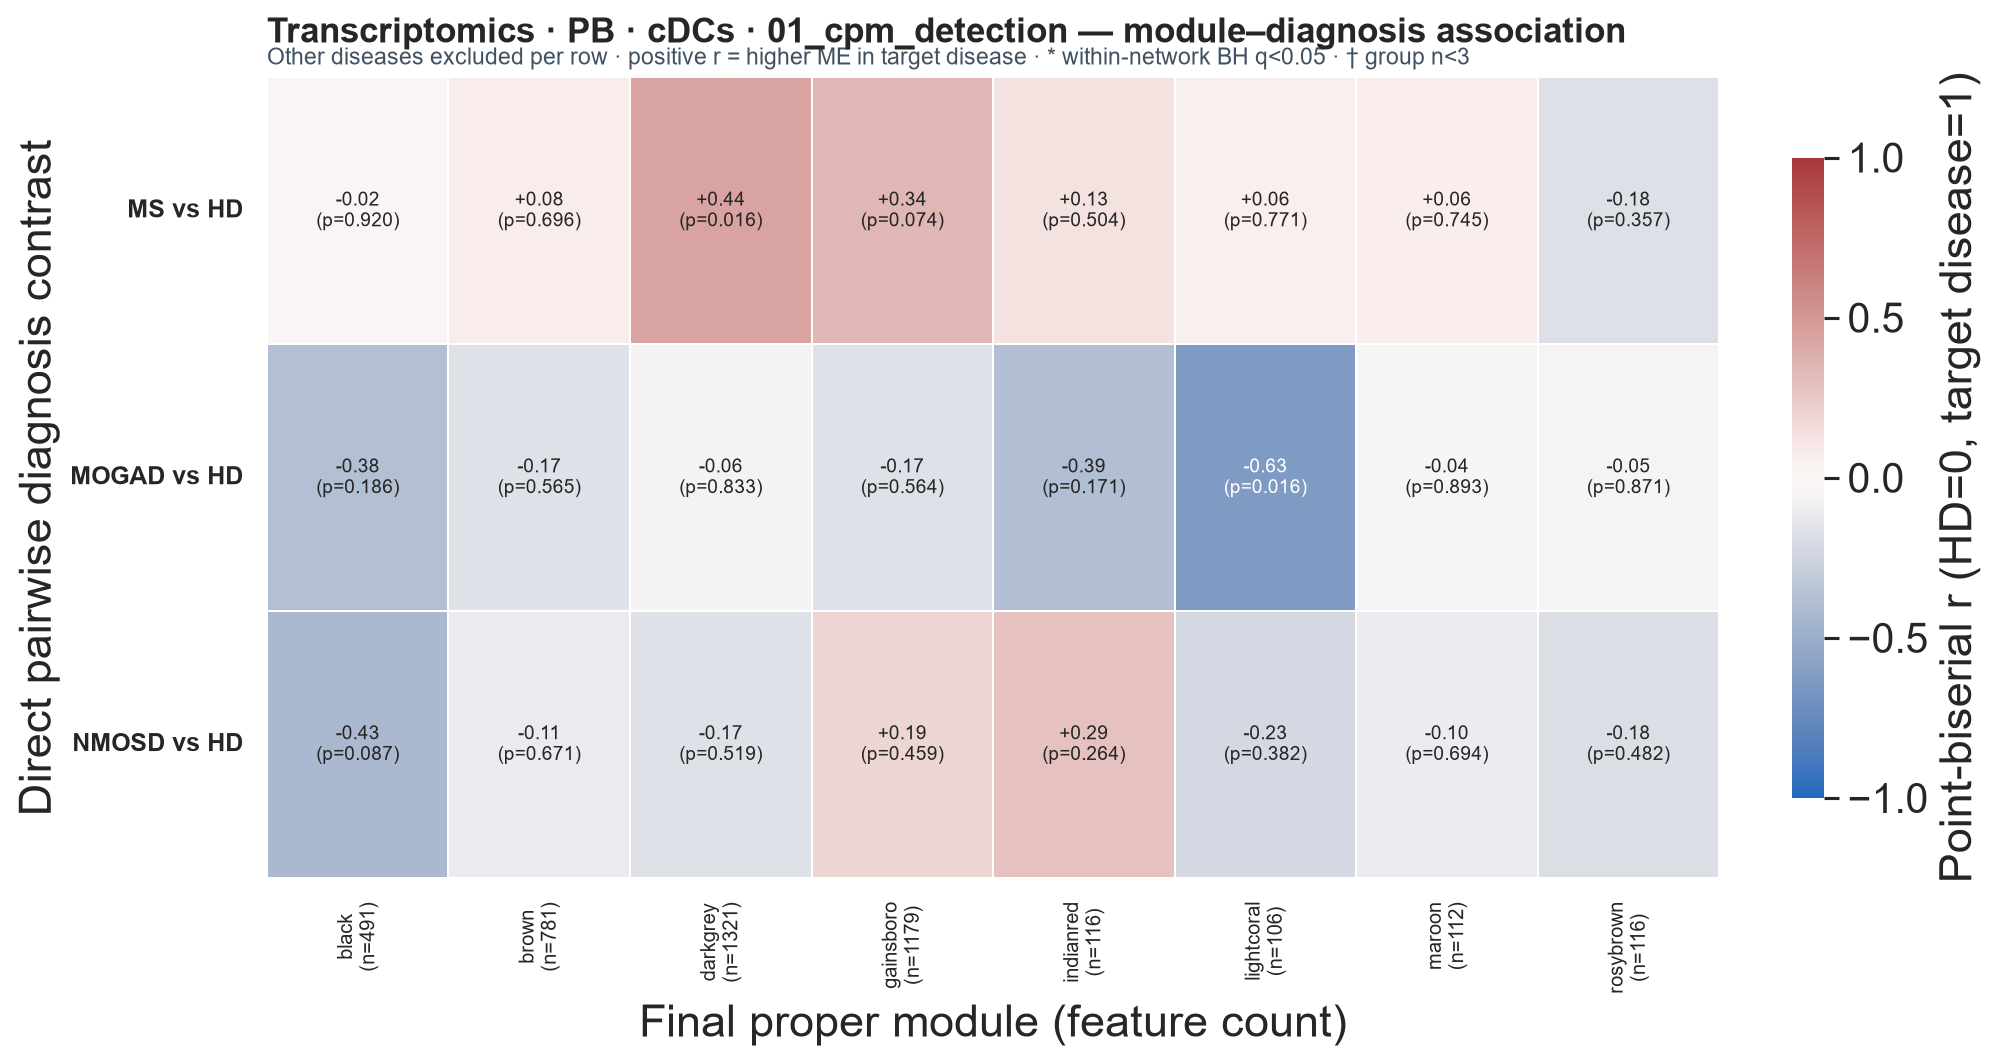 Transcriptomics · PB · cDCs · 01_cpm_detection — module–diagnosis association
Other diseases excluded per row · positive r = higher ME in target disease · * within-network BH q<0.05 · † group n<3
Direct pairwise diagnosis contrast
MS vs HD
-0.02
(p=0.920)
+0.08
(p=0.696)
+0.44
(p=0.016)
+0.34
(p=0.074)
+0.13
(p=0.504)
+0.06
(p=0.771)
+0.06
(p=0.745)
-0.18
(p=0.357)
MOGAD vs HD
-0.38
(p=0.186)
-0.17
(p=0.565)
-0.06
(p=0.833)
-0.17
(p=0.564)
-0.39
(p=0.171)
-0.63
(p=0.016)
-0.04
(p=0.893)
-0.05
(p=0.871)
NMOSD vs HD
-0.43
(p=0.087)
-0.11
(p=0.671)
-0.17
(p=0.519)
+0.19
(p=0.459)
+0.29
(p=0.264)
-0.23
(p=0.382)
-0.10
(p=0.694)
-0.18
(p=0.482)
black
(n=491)
brown
(n=781)
darkgrey
(n=1321)
gainsboro
(n=1179)
indianred
(n=116)
lightcoral
(n=106)
maroon
(n=112)
rosybrown
(n=116)
Final proper module (feature count)
1.0
0.5
0.0
−0.5
−1.0
Point-biserial r (HD=0, target disease=1)